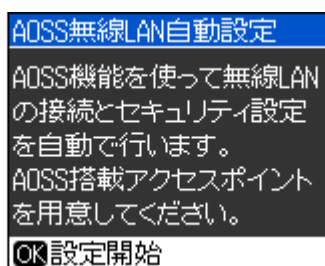 AOSS無線LAN自動設定
AOSS機能を使って無線LAN
の接続とセキュリティ設定
を自動で行います。
AOSS搭載アクセスポイント
を用意してください。
OK設定開始